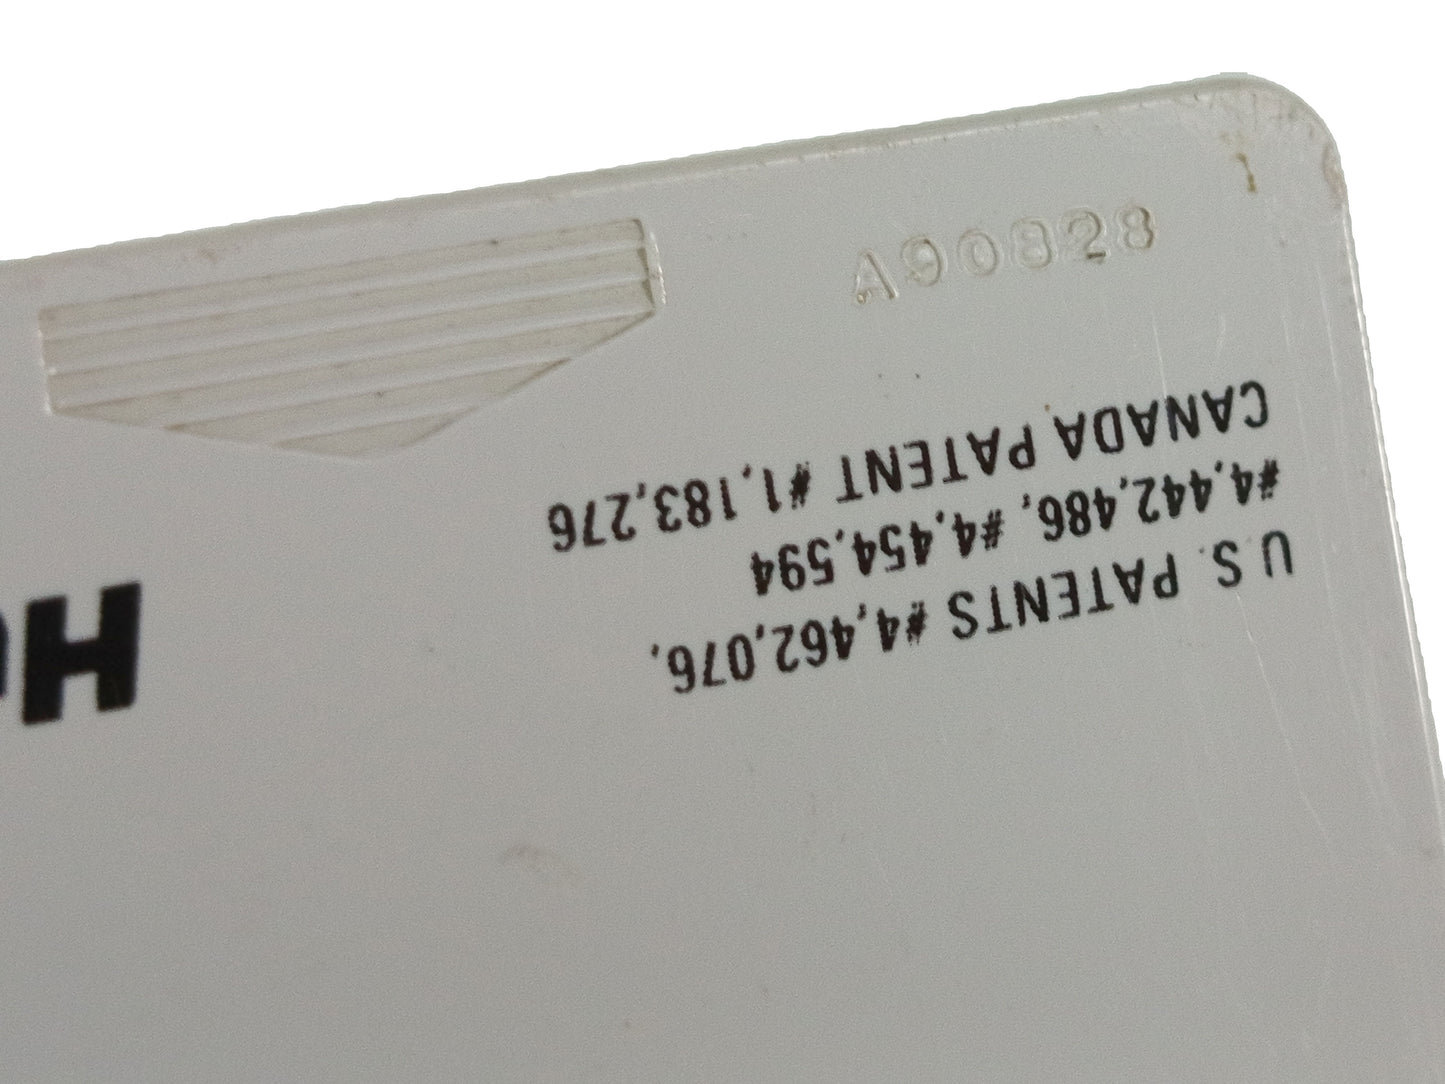 A90828
U.S. PATENTS #4,462,076,
#4,442,486, #4,454,594
CANADA PATENT #1,183,276